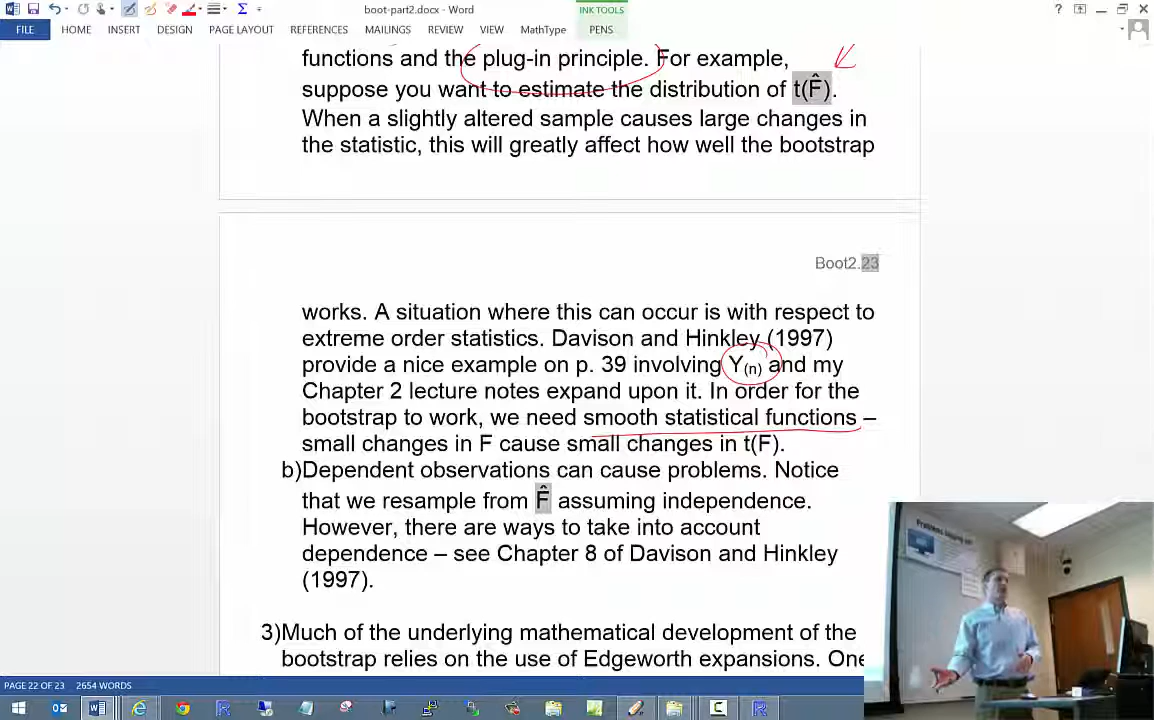 boot-part2.docx - Word
INK TOOLS
FILE HOME INSERT DESIGN PAGE LAYOUT REFERENCES MAILINGS REVIEW VIEW MathType PENS
functions and the plug-in principle. For example,
suppose you want to estimate the distribution of t(F̂).
When a slightly altered sample causes large changes in
the statistic, this will greatly affect how well the bootstrap
Boot2.23
works. A situation where this can occur is with respect to
extreme order statistics. Davison and Hinkley (1997)
provide a nice example on p. 39 involving Y(n) and my
Chapter 2 lecture notes expand upon it. In order for the
bootstrap to work, we need smooth statistical functions –
small changes in F cause small changes in t(F).
b)Dependent observations can cause problems. Notice
that we resample from F̂ assuming independence.
However, there are ways to take into account
dependence – see Chapter 8 of Davison and Hinkley
(1997).
3)Much of the underlying mathematical development of the
bootstrap relies on the use of Edgeworth expansions. One
PAGE 22 OF 23 2654 WORDS